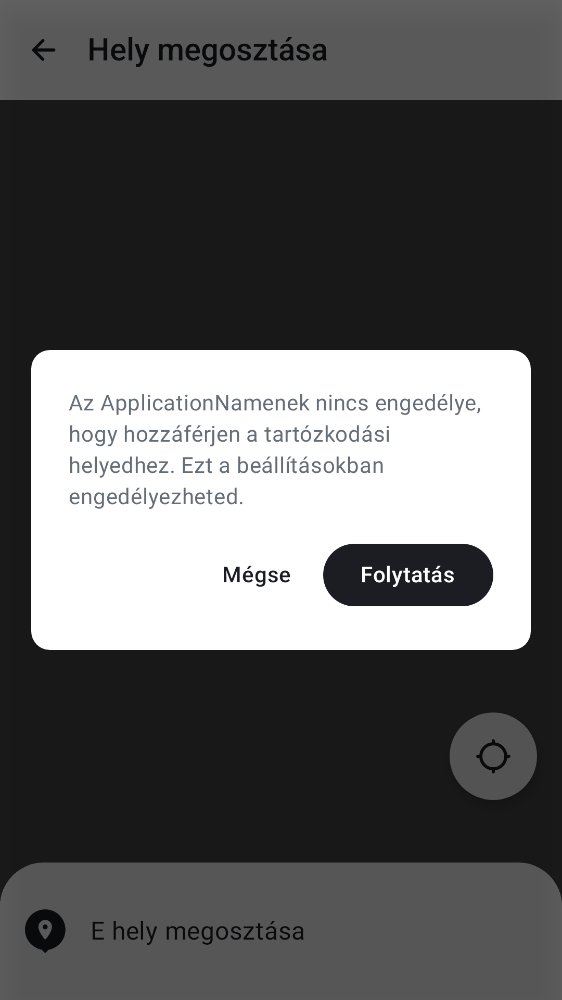 Hely megosztása
Az ApplicationNamenek nincs engedélye,
hogy hozzáférjen a tartózkodási
helyedhez. Ezt a beállításokban
engedélyezheted.
Mégse
Folytatás
E hely megosztása